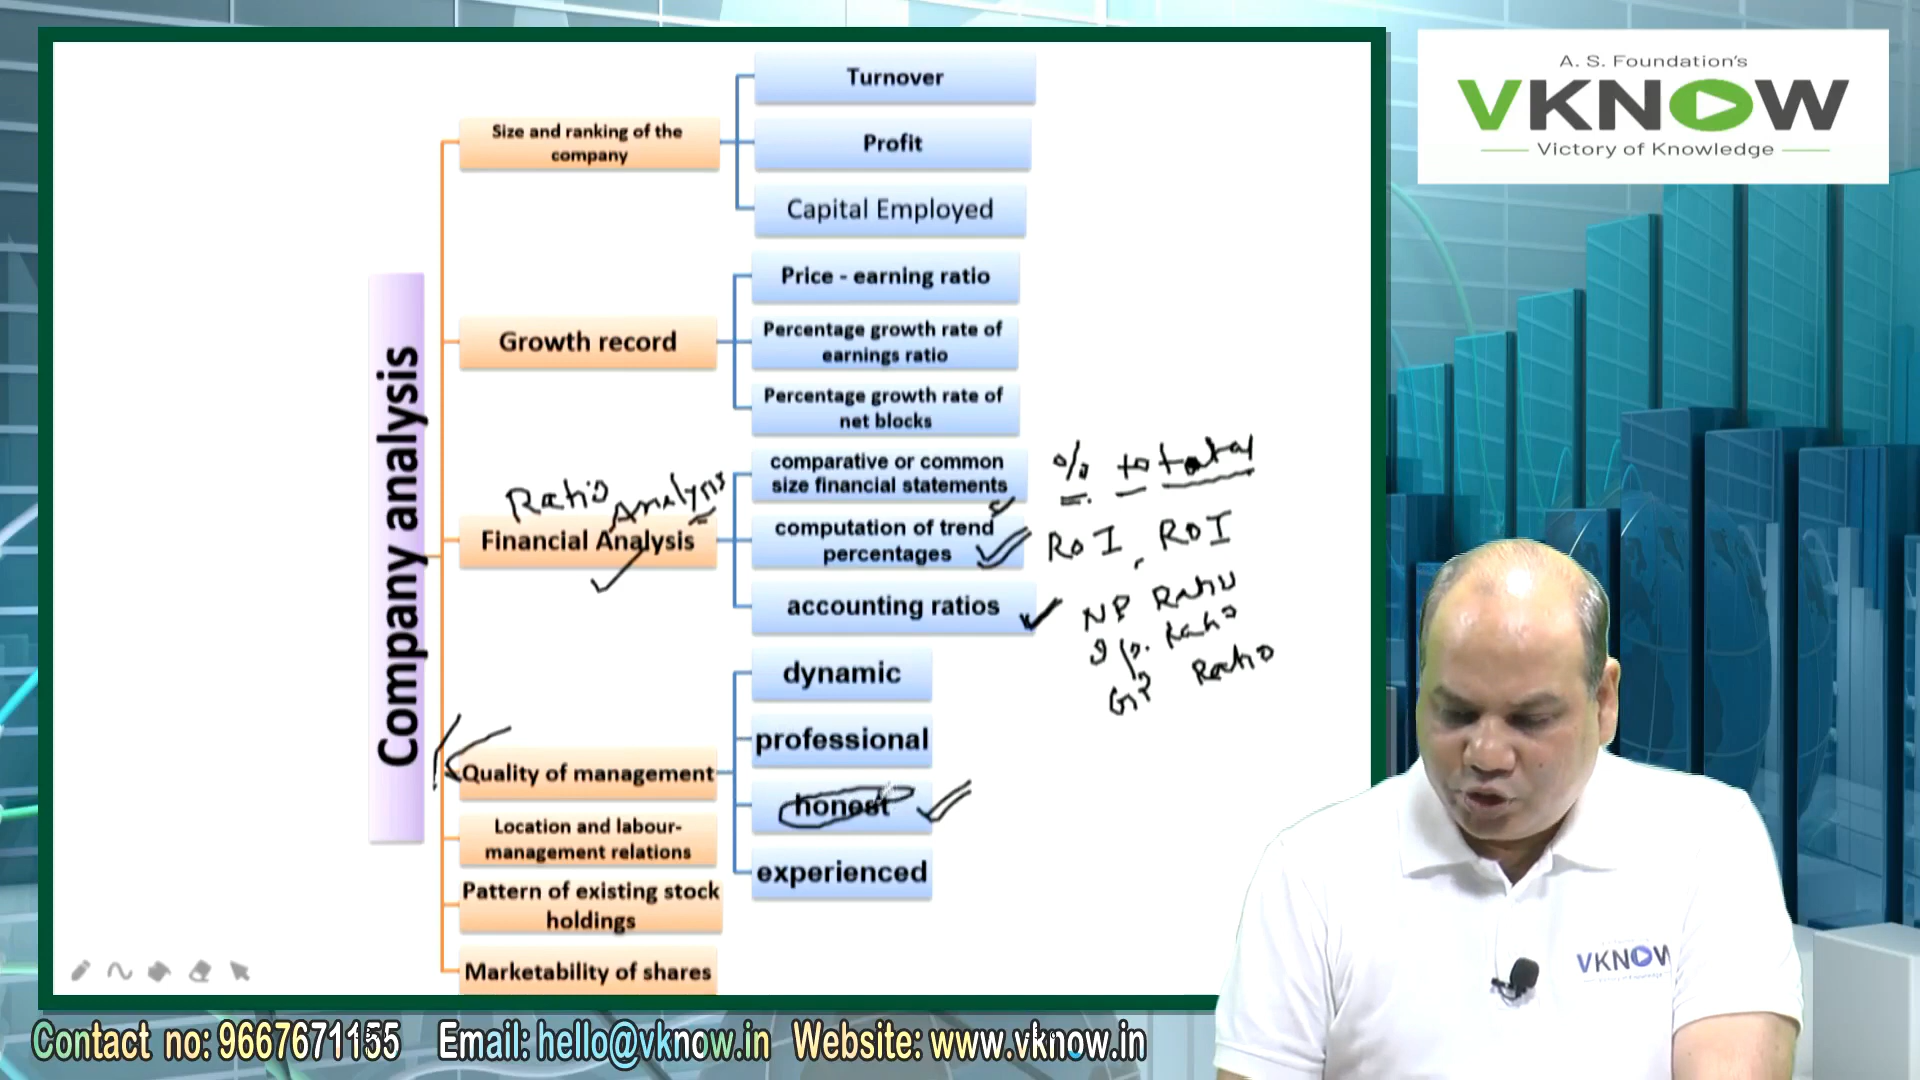 A. S. Foundation's
VKNOW
Victory of Knowledge
Company analysis
Size and ranking of the
company
Turnover
Profit
Capital Employed
Growth record
Price - earning ratio
Percentage growth rate of
earnings ratio
Percentage growth rate of
net blocks
Ratio Analysis
Financial Analysis
comparative or common
size financial statements
% to total
computation of trend
percentages
ROI, ROI
accounting ratios
NP Ratio
Ratio
GP Ratio
Quality of management
dynamic
professional
honest
experienced
Location and labour-
management relations
Pattern of existing stock
holdings
Marketability of shares
VKNOW
Contact no: 9667671155 Email: hello@vknow.in Website: www.vknow.in